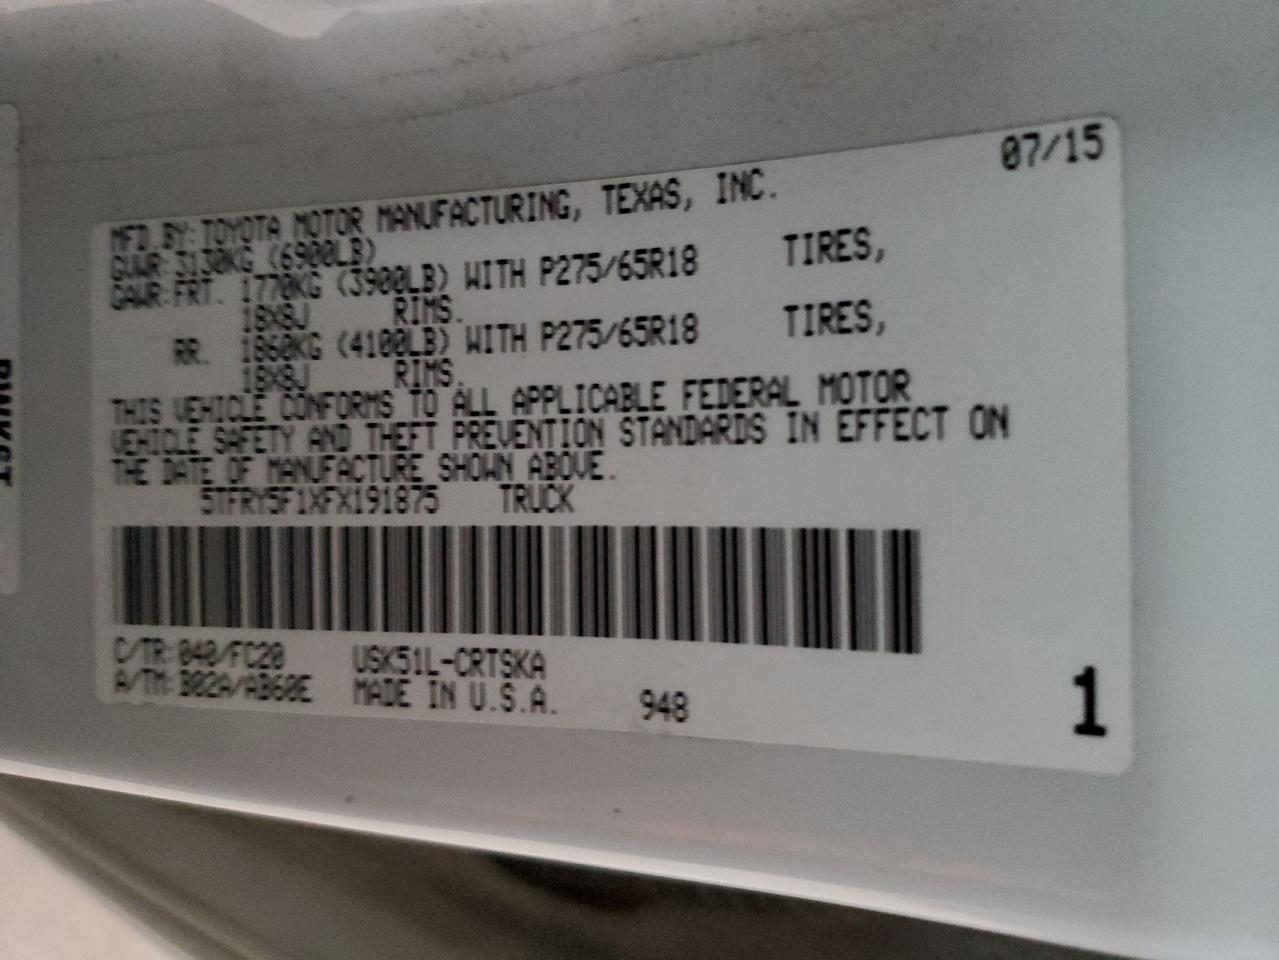 07/15
MFD. BY: TOYOTA MOTOR MANUFACTURING, TEXAS, INC.
GVWR: 3130KG (6900LB)
GAWR: FRT. 1770KG (3900LB) WITH P275/65R18 TIRES,
18X8J RIMS.
RR. 1860KG (4100LB) WITH P275/65R18 TIRES,
18X8J RIMS.
THIS VEHICLE CONFORMS TO ALL APPLICABLE FEDERAL MOTOR
VEHICLE SAFETY AND THEFT PREVENTION STANDARDS IN EFFECT ON
THE DATE OF MANUFACTURE SHOWN ABOVE.
5TFRY5F1XFX191875 TRUCK
C/TR: 040/FC20 USK51L-CRTSKA
A/TM: B02A/AB60E MADE IN U.S.A. 948
1